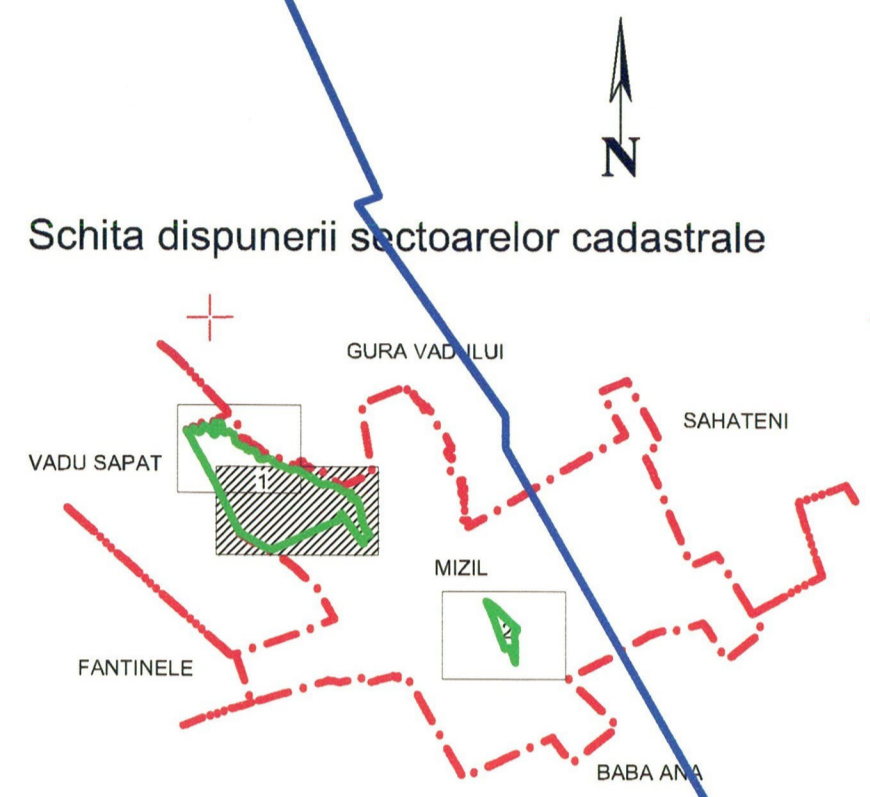 N
Schita dispunerii sectoarelor cadastrale
GURA VADULUI
SAHATENI
VADU SAPAT
1
MIZIL
2
FANTINELE
BABA ANA